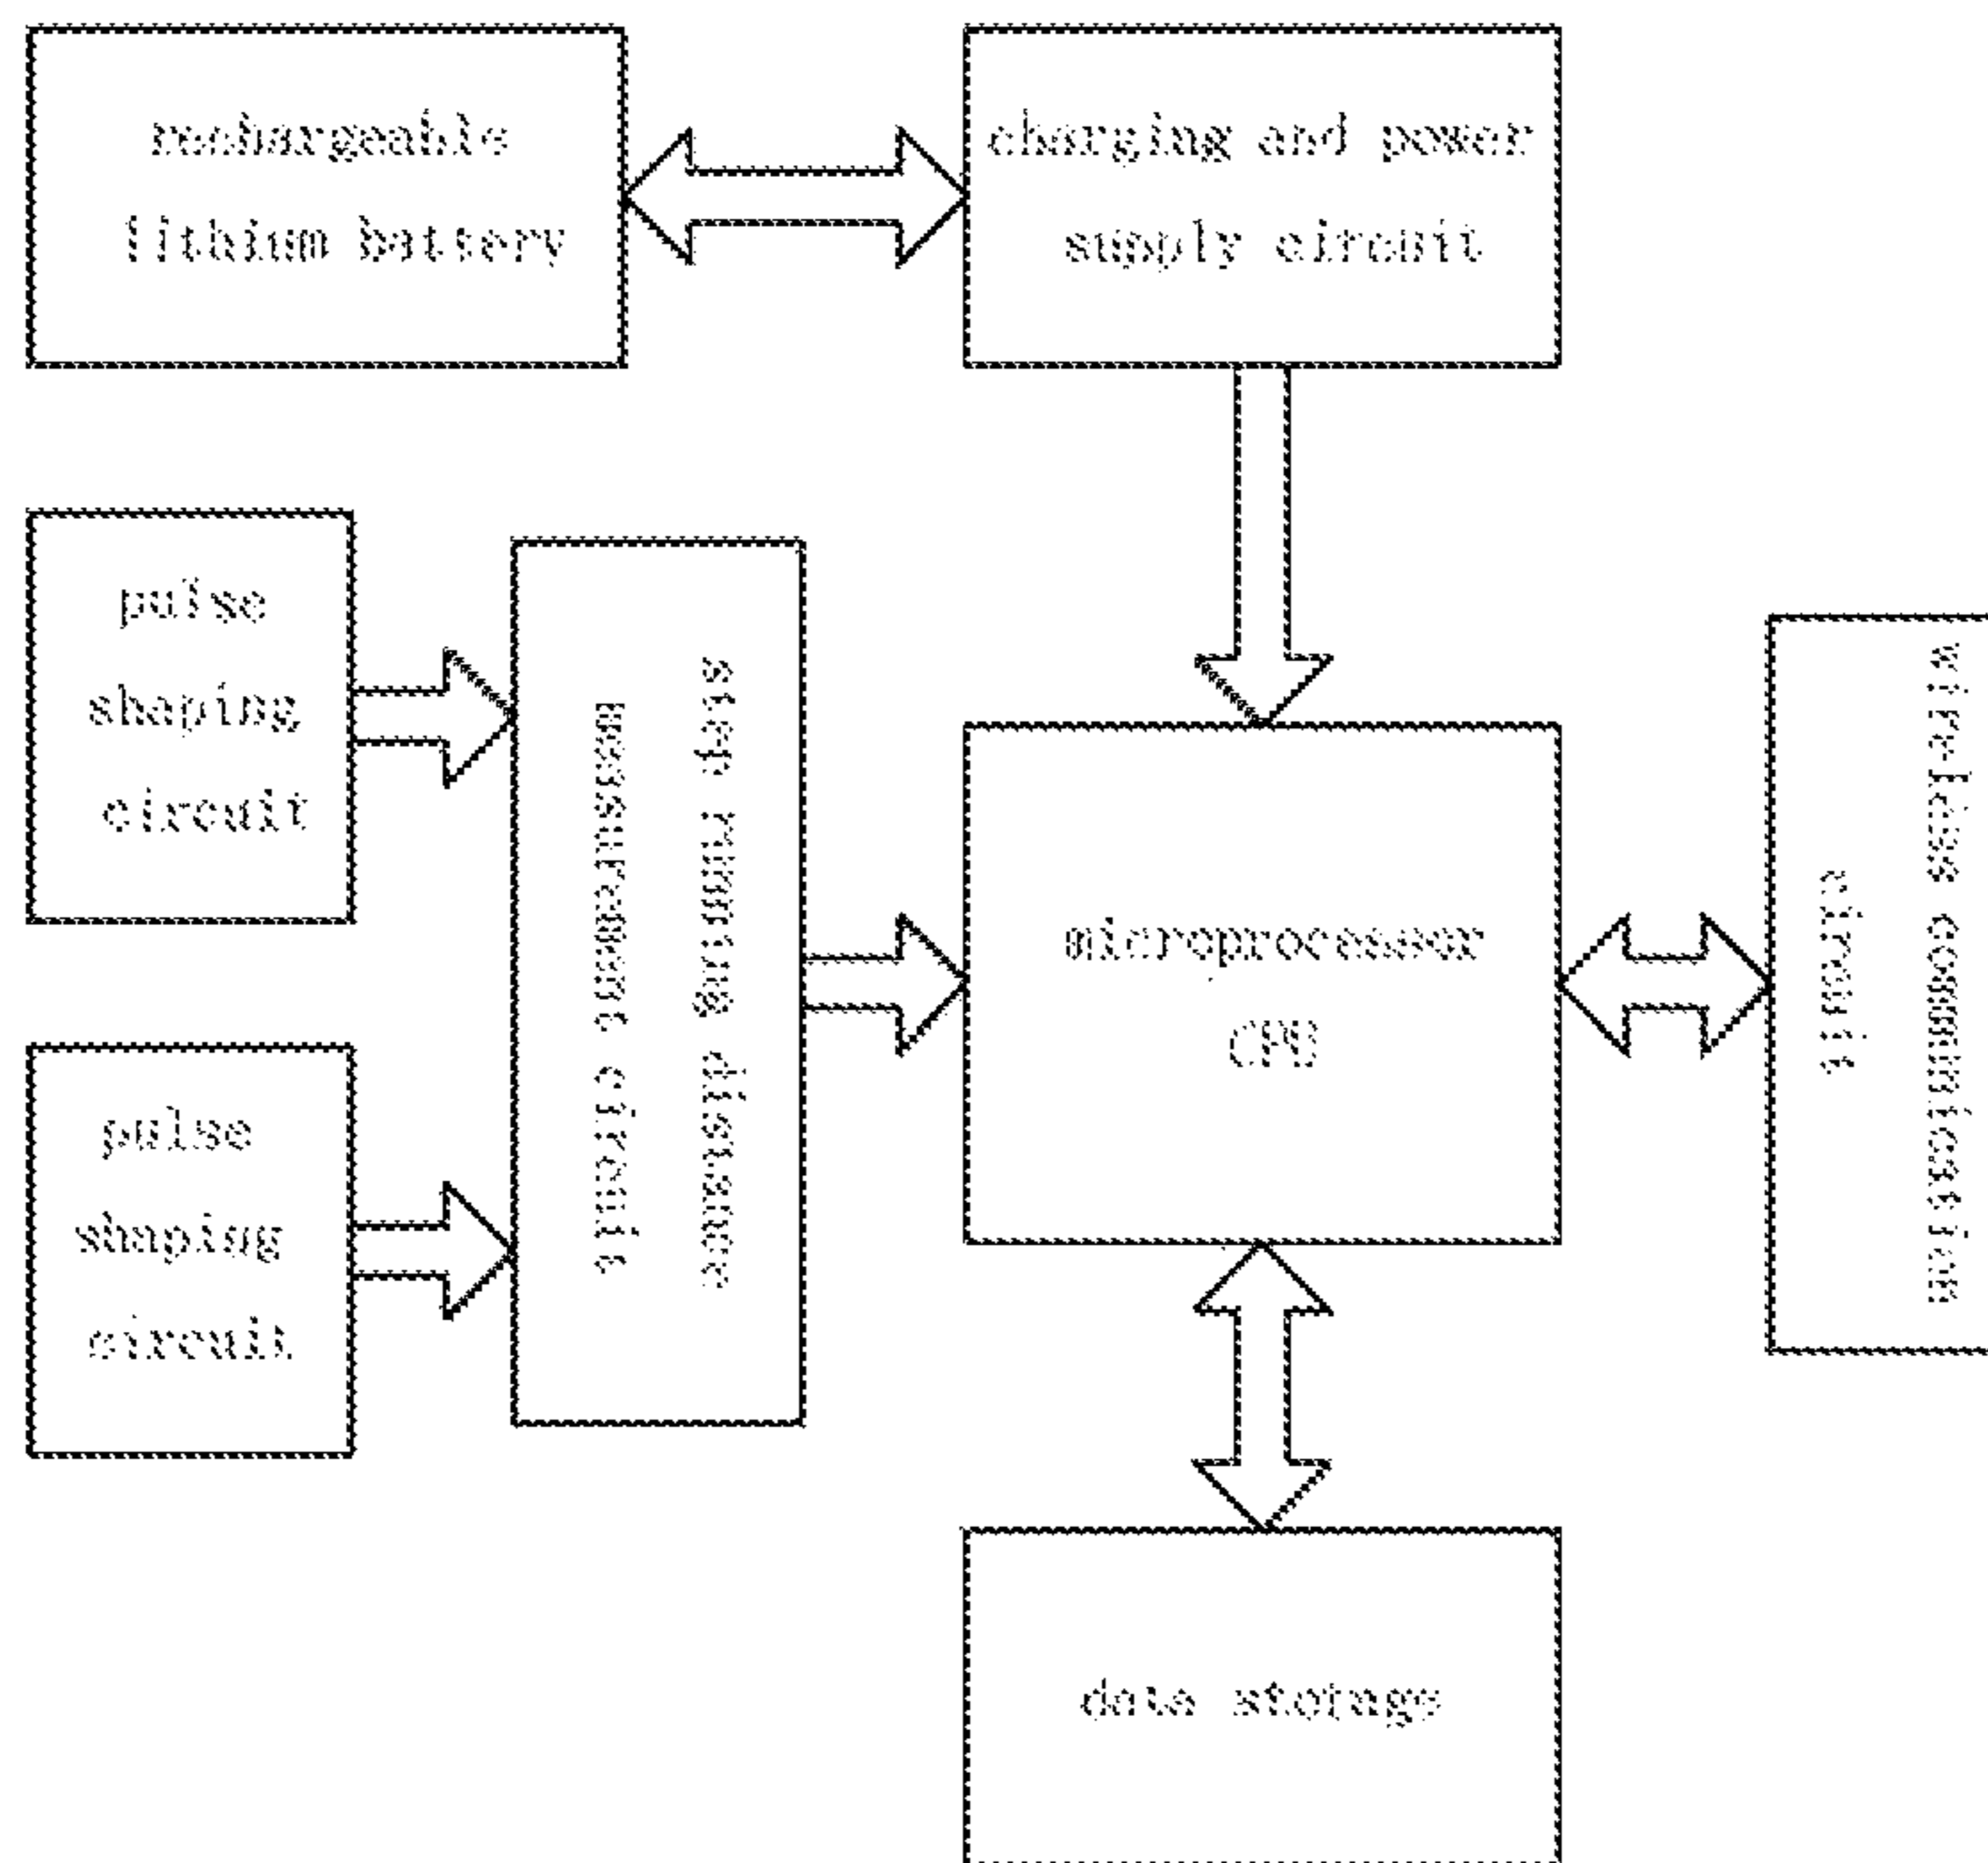 rechargeable
lithium battery
charging and power
supply circuit
pulse
shaping
circuit
step mining distance
measurement circuit
microprocessor
CPU
wireless communication
circuit
pulse
shaping
circuit
data storage